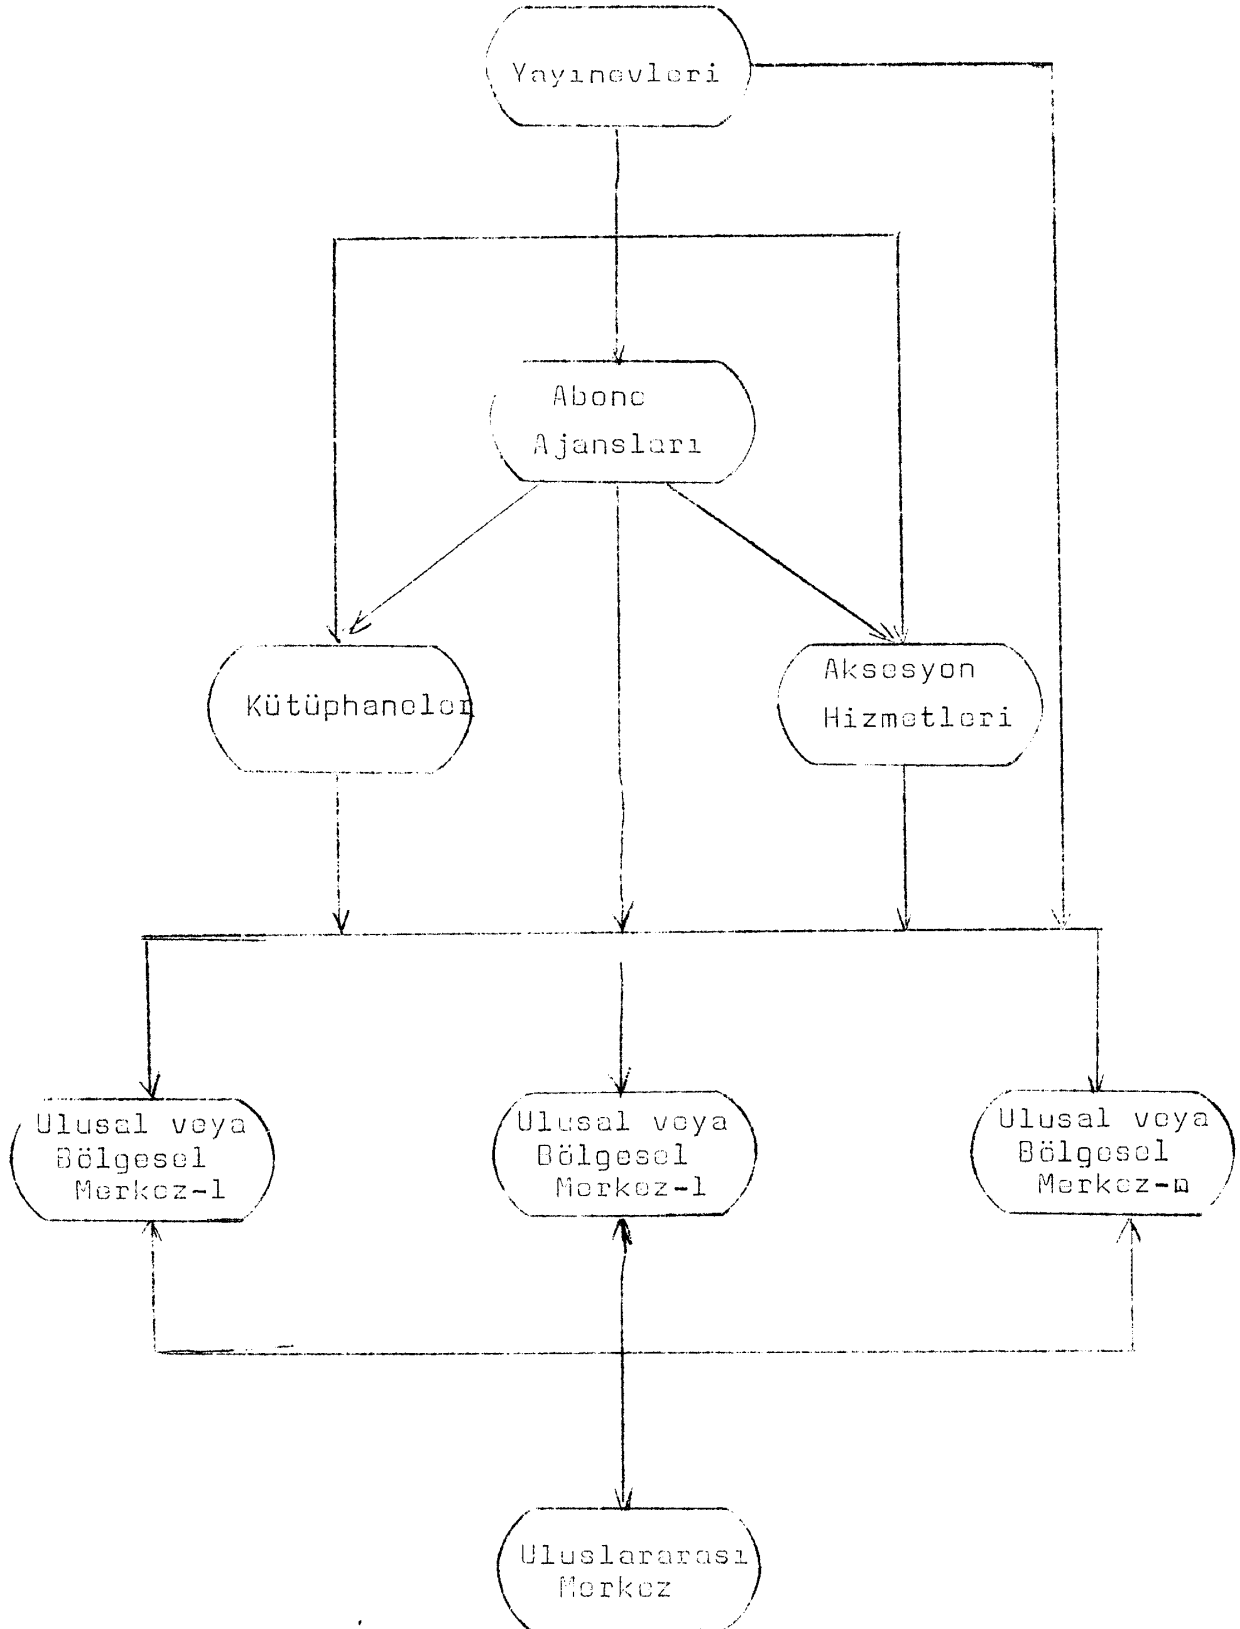 Yayınevleri
Abone
Ajansları
Kütüphaneler
Aksesyon
Hizmetleri
Ulusal veya
Bölgesel
Merkez-1
Ulusal veya
Bölgesel
Merkez-1
Ulusal veya
Bölgesel
Merkez-n
Uluslararası
Merkez